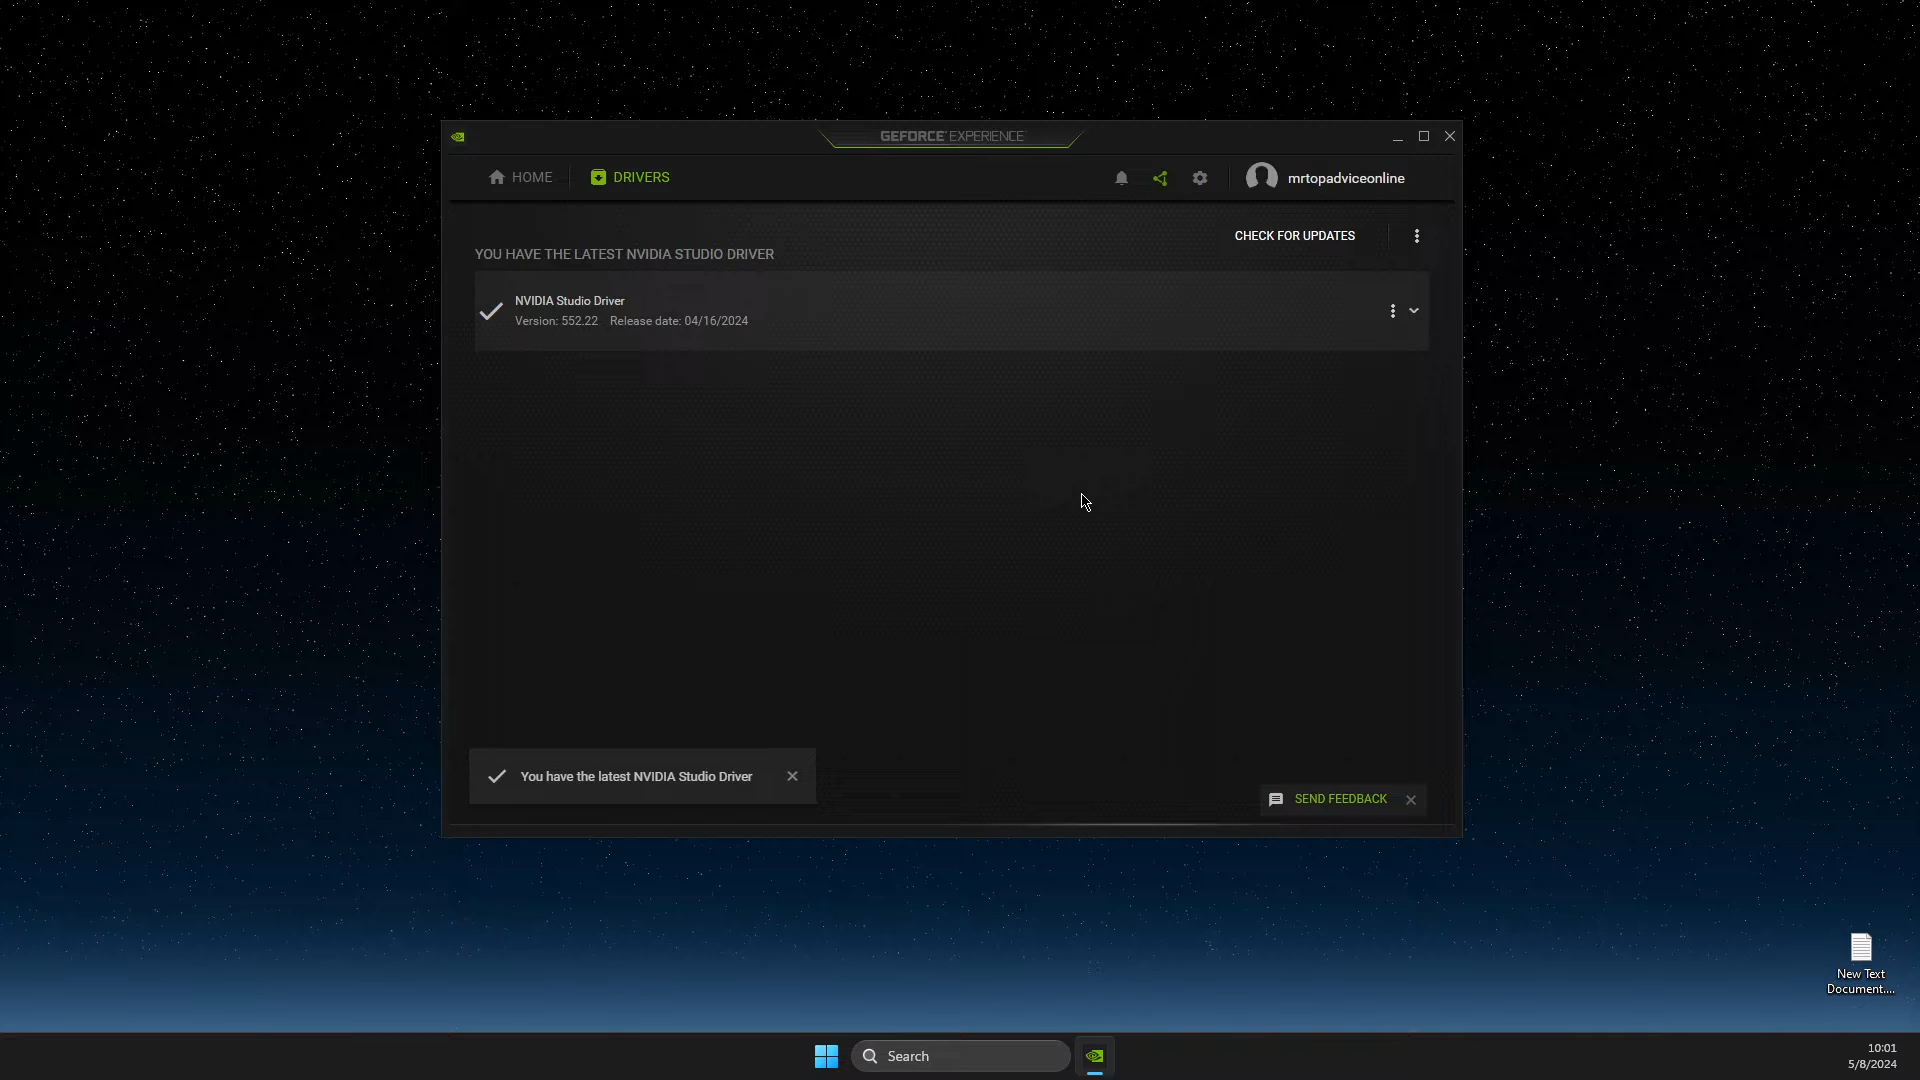 GEFORCE EXPERIENCE
HOME
DRIVERS
mrtopadviceonline
CHECK FOR UPDATES
YOU HAVE THE LATEST NVIDIA STUDIO DRIVER
NVIDIA Studio Driver
Version: 552.22 Release date: 04/16/2024
You have the latest NVIDIA Studio Driver
SEND FEEDBACK
New Text
Document....
Search
10:01
5/8/2024